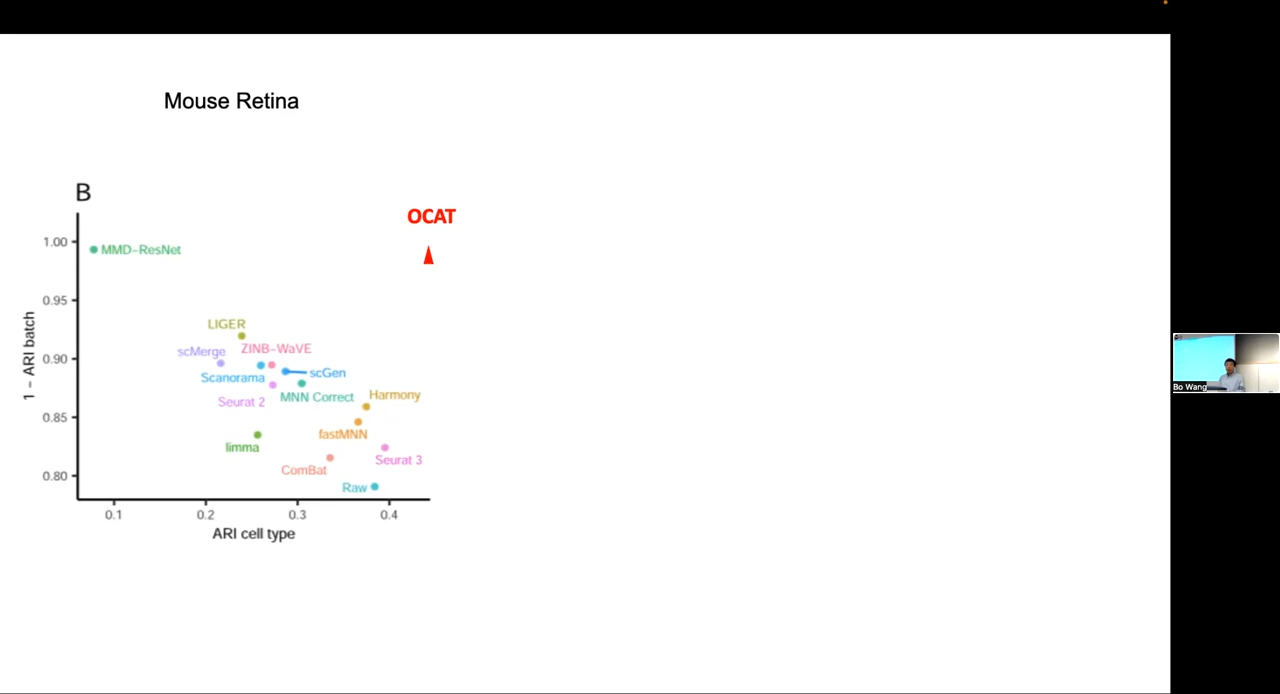 Mouse Retina
B
OCAT
1.00
MMD-ResNet
0.95
LIGER
scMerge
ZINB-WaVE
0.90
Scanorama
scGen
Seurat 2
MNN Correct
Harmony
0.85
fastMNN
limma
Seurat 3
ComBat
0.80
Raw
1 - ARI batch
0.1
0.2
0.3
0.4
ARI cell type
Bo Wang